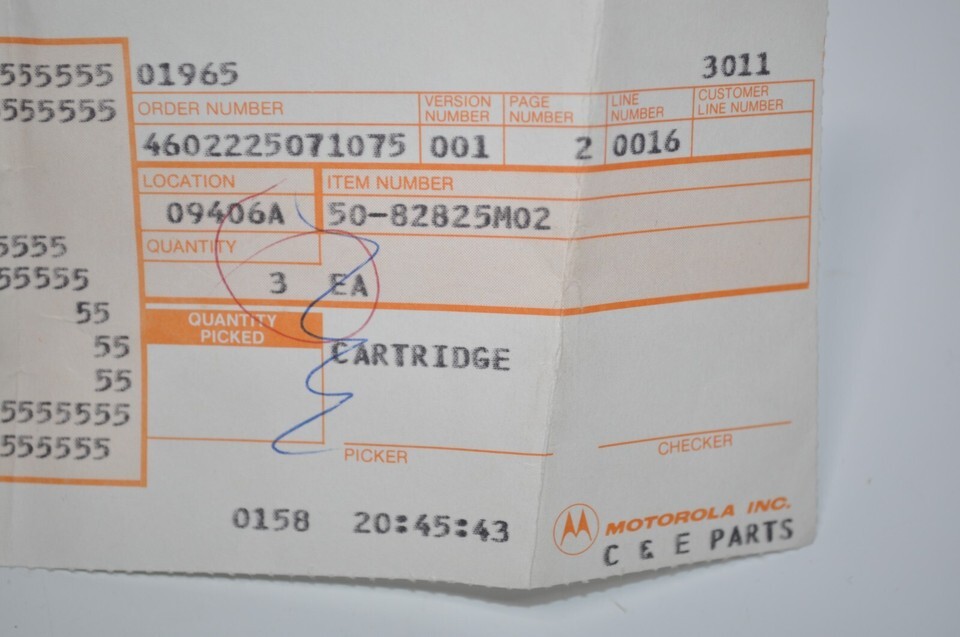 555555 01965 3011
5555555 ORDER NUMBER VERSION NUMBER PAGE NUMBER LINE NUMBER CUSTOMER LINE NUMBER
4602225071075 001 2 0016
LOCATION ITEM NUMBER
09406A 50-82825M02
5555 QUANTITY
55555 3 EA
55 QUANTITY PICKED
55 CARTRIDGE
55
5555555
555555 PICKER CHECKER
0158 20:45:43 MOTOROLA INC.
C & E PARTS